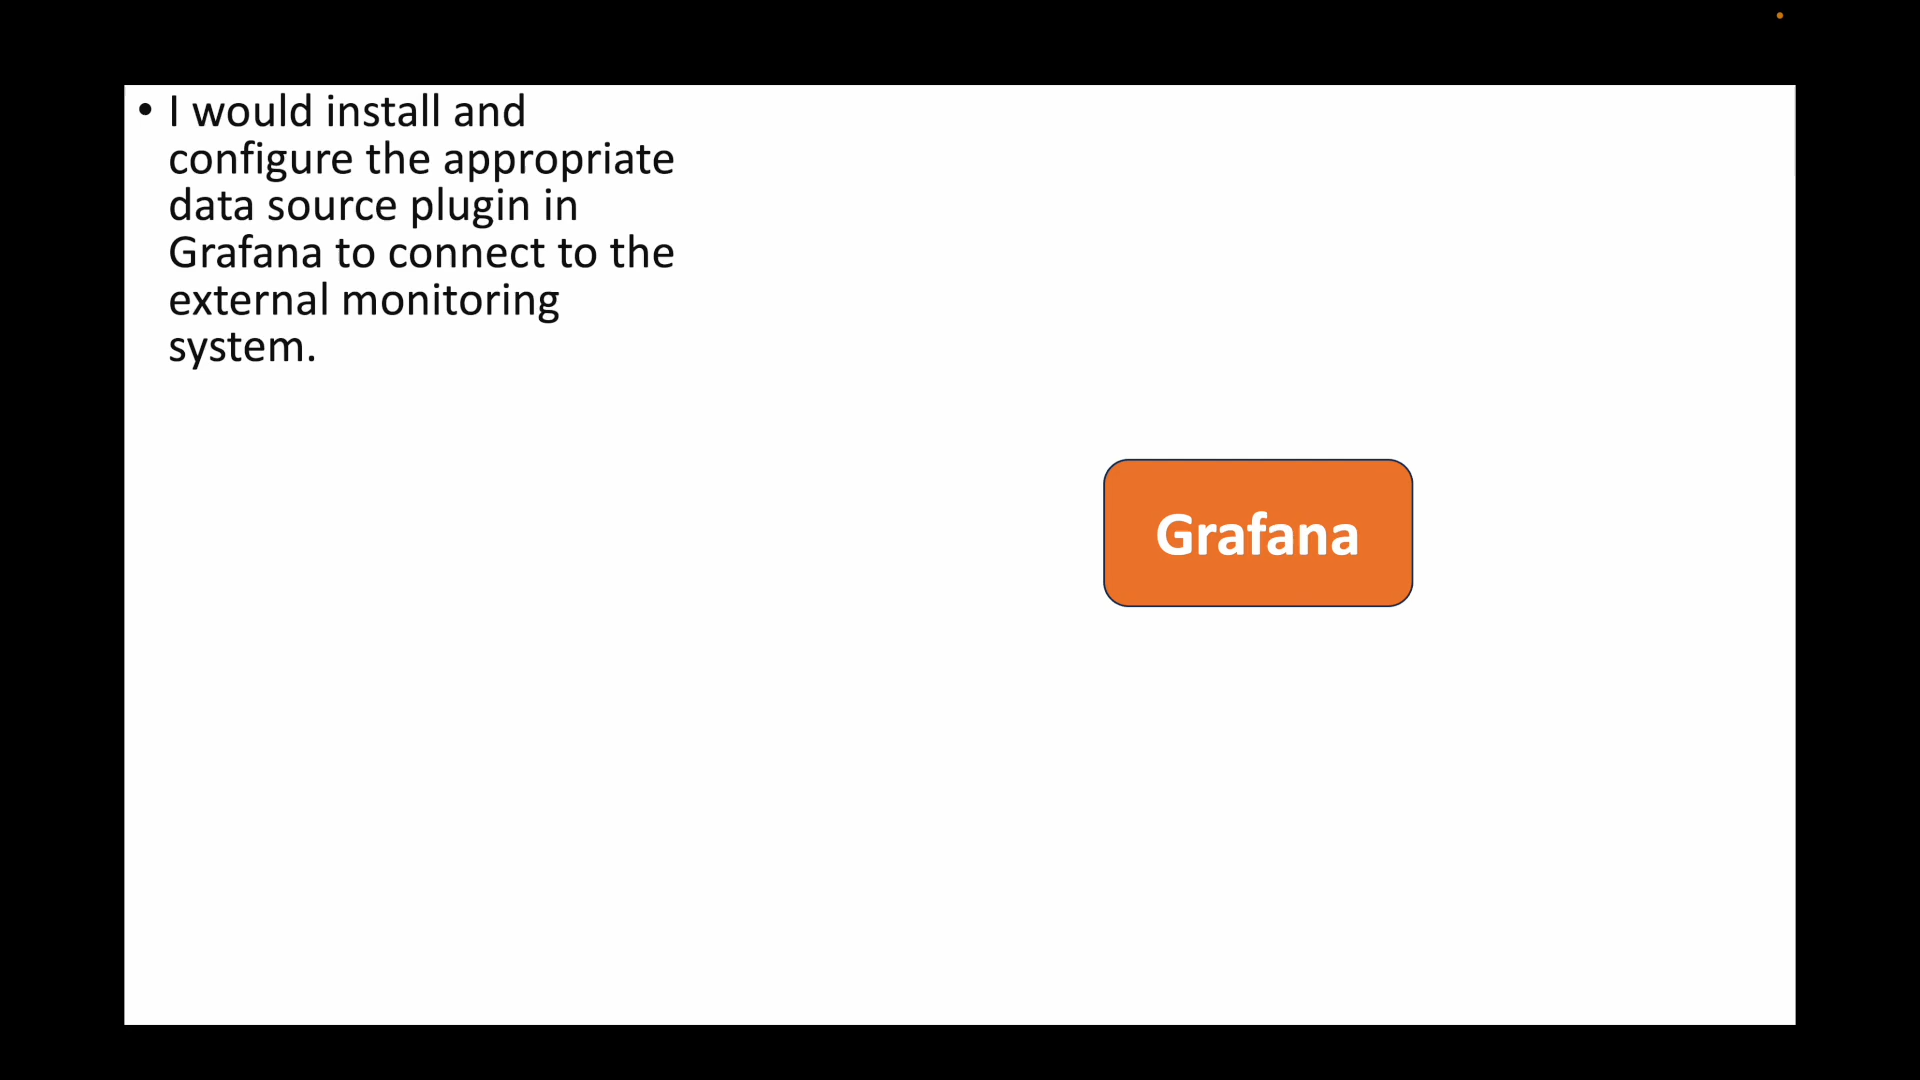 • I would install and
configure the appropriate
data source plugin in
Grafana to connect to the
external monitoring
system.
Grafana